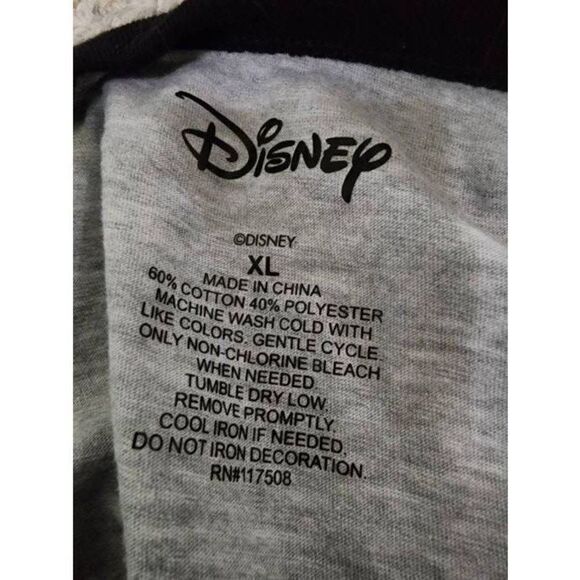 Disney
©DISNEY
XL
MADE IN CHINA
60% COTTON 40% POLYESTER
MACHINE WASH COLD WITH
LIKE COLORS. GENTLE CYCLE.
ONLY NON-CHLORINE BLEACH
WHEN NEEDED
TUMBLE DRY LOW.
REMOVE PROMPTLY.
COOL IRON IF NEEDED.
DO NOT IRON DECORATION.
RN#117508